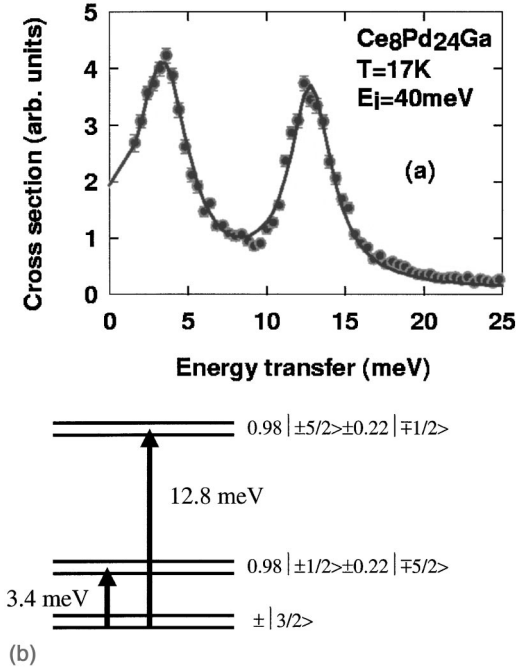 Ce8Pd24Ga
T=17K
Ei=40meV
(a)
Cross section (arb. units)
5
4
3
2
1
0
0 5 10 15 20 25
Energy transfer (meV)
0.98|±5/2>±0.22|∓1/2>
12.8 meV
0.98|±1/2>±0.22|∓5/2>
3.4 meV
±|3/2>
(b)